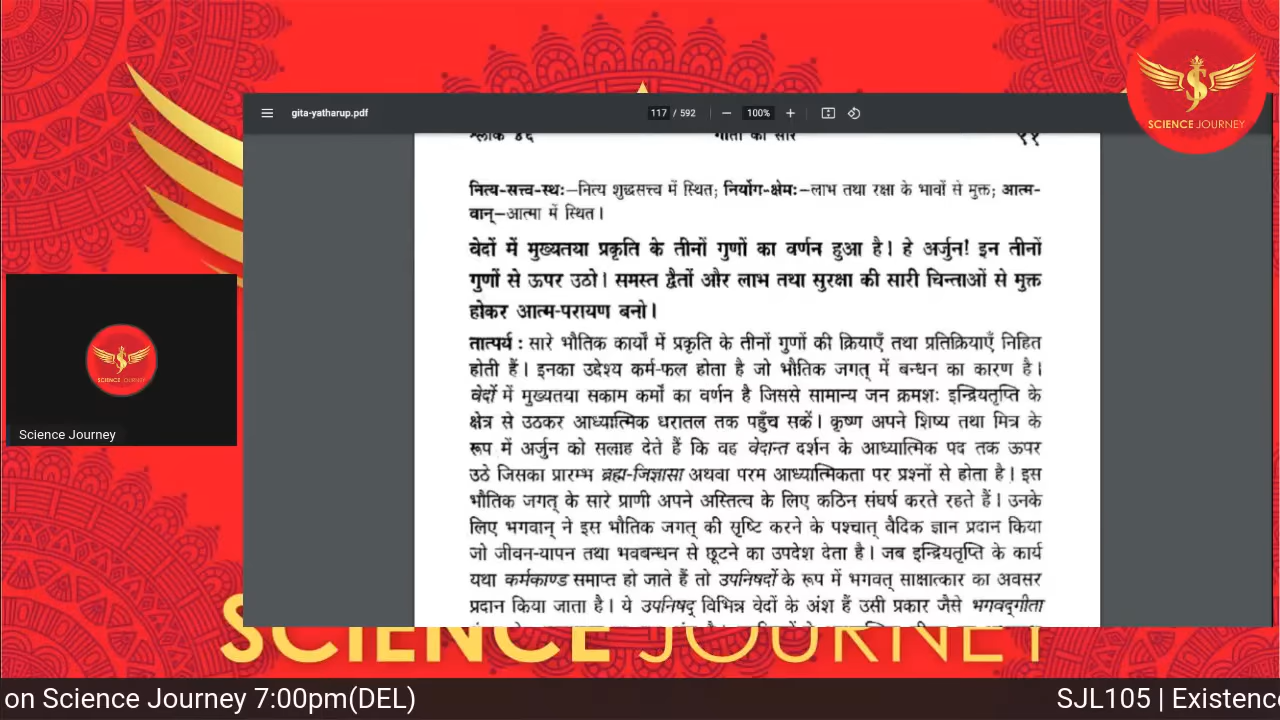 SCIENCE JOURNEY
gita-yatharup.pdf
117 / 592
100%
श्लोक ४६ गीता का सार ९१
नित्य-सत्त्व-स्थः–नित्य शुद्धसत्त्व में स्थित; निर्योग-क्षेमः–लाभ तथा रक्षा के भावों से मुक्त; आत्म-
वान्–आत्मा में स्थित।
वेदों में मुख्यतया प्रकृति के तीनों गुणों का वर्णन हुआ है। हे अर्जुन! इन तीनों
गुणों से ऊपर उठो। समस्त द्वैतों और लाभ तथा सुरक्षा की सारी चिन्ताओं से मुक्त
होकर आत्म-परायण बनो।
तात्पर्य : सारे भौतिक कार्यों में प्रकृति के तीनों गुणों की क्रियाएँ तथा प्रतिक्रियाएँ निहित
होती हैं। इनका उद्देश्य कर्म-फल होता है जो भौतिक जगत् में बन्धन का कारण है।
वेदों में मुख्यतया सकाम कर्मों का वर्णन है जिससे सामान्य जन क्रमशः इन्द्रियतृप्ति के
क्षेत्र से उठकर आध्यात्मिक धरातल तक पहुँच सकें। कृष्ण अपने शिष्य तथा मित्र के
रूप में अर्जुन को सलाह देते हैं कि वह वेदान्त दर्शन के आध्यात्मिक पद तक ऊपर
उठे जिसका प्रारम्भ ब्रह्म-जिज्ञासा अथवा परम आध्यात्मिकता पर प्रश्नों से होता है। इस
भौतिक जगत् के सारे प्राणी अपने अस्तित्व के लिए कठिन संघर्ष करते रहते हैं। उनके
लिए भगवान् ने इस भौतिक जगत् की सृष्टि करने के पश्चात् वैदिक ज्ञान प्रदान किया
जो जीवन-यापन तथा भवबन्धन से छूटने का उपदेश देता है। जब इन्द्रियतृप्ति के कार्य
यथा कर्मकाण्ड समाप्त हो जाते हैं तो उपनिषदों के रूप में भगवत् साक्षात्कार का अवसर
प्रदान किया जाता है। ये उपनिषद् विभिन्न वेदों के अंश हैं उसी प्रकार जैसे भगवद्गीता
SCIENCE JOURNEY
Science Journey
SCIENCE JOURNEY
on Science Journey 7:00pm(DEL) SJL105 | Existenc